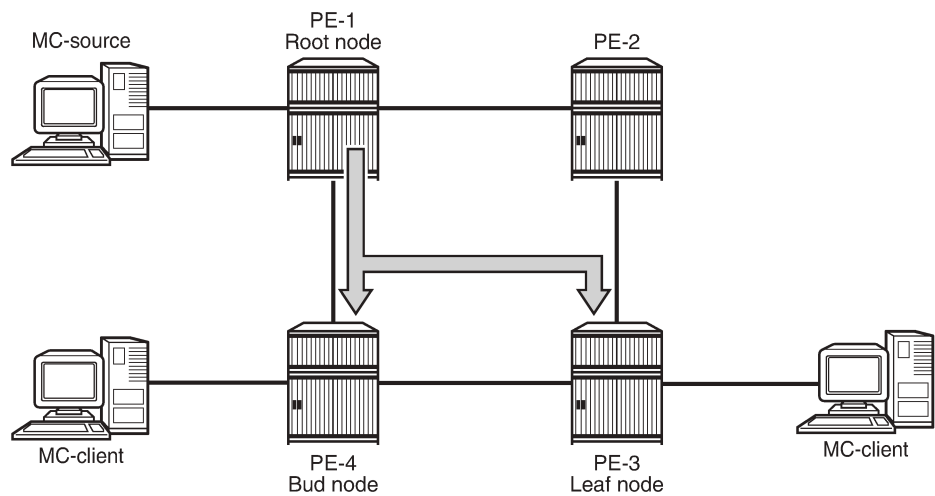 MC-source
PE-1
Root node
PE-2
MC-client
PE-4
Bud node
PE-3
Leaf node
MC-client